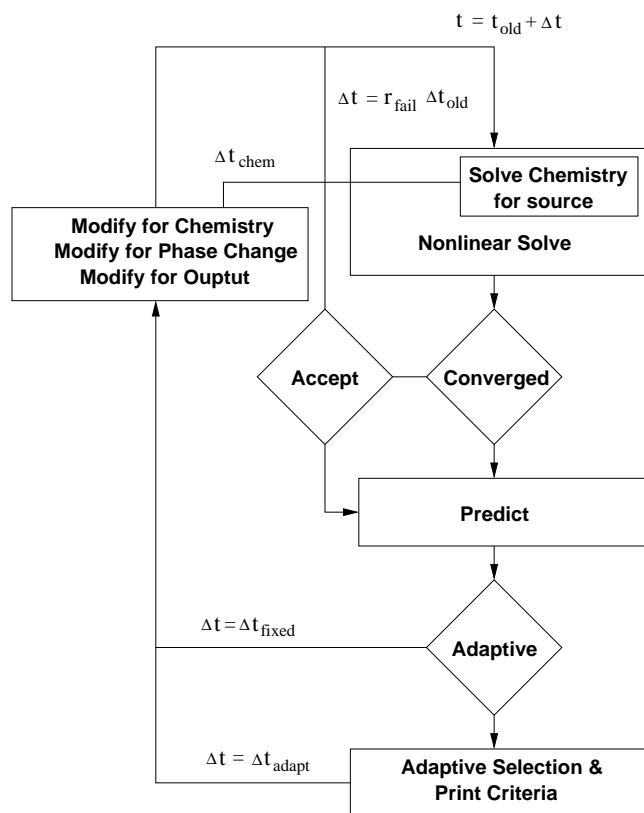 t = t_old + Δt
Δt = r_fail Δt_old
Δt_chem
Solve Chemistry
for source
Nonlinear Solve
Modify for Chemistry
Modify for Phase Change
Modify for Ouptut
Accept
Converged
Predict
Δt = Δt_fixed
Adaptive
Δt = Δt_adapt
Adaptive Selection &
Print Criteria